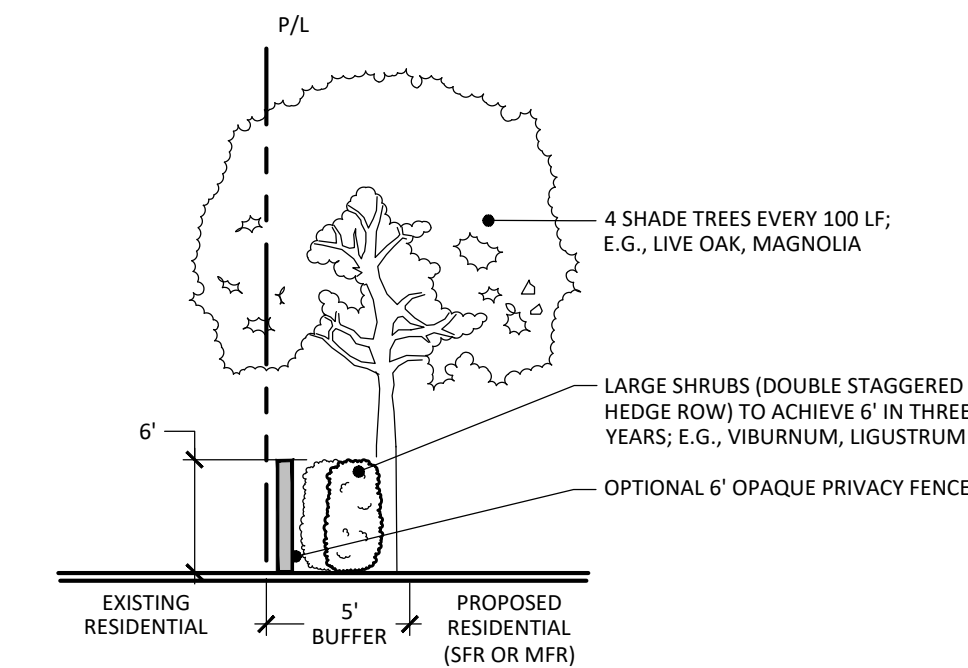 P/L
4 SHADE TREES EVERY 100 LF;
E.G., LIVE OAK, MAGNOLIA
LARGE SHRUBS (DOUBLE STAGGERED
HEDGE ROW) TO ACHIEVE 6' IN THREE
YEARS; E.G., VIBURNUM, LIGUSTRUM
6'
OPTIONAL 6' OPAQUE PRIVACY FENCE
EXISTING
RESIDENTIAL
5'
BUFFER
PROPOSED
RESIDENTIAL
(SFR OR MFR)